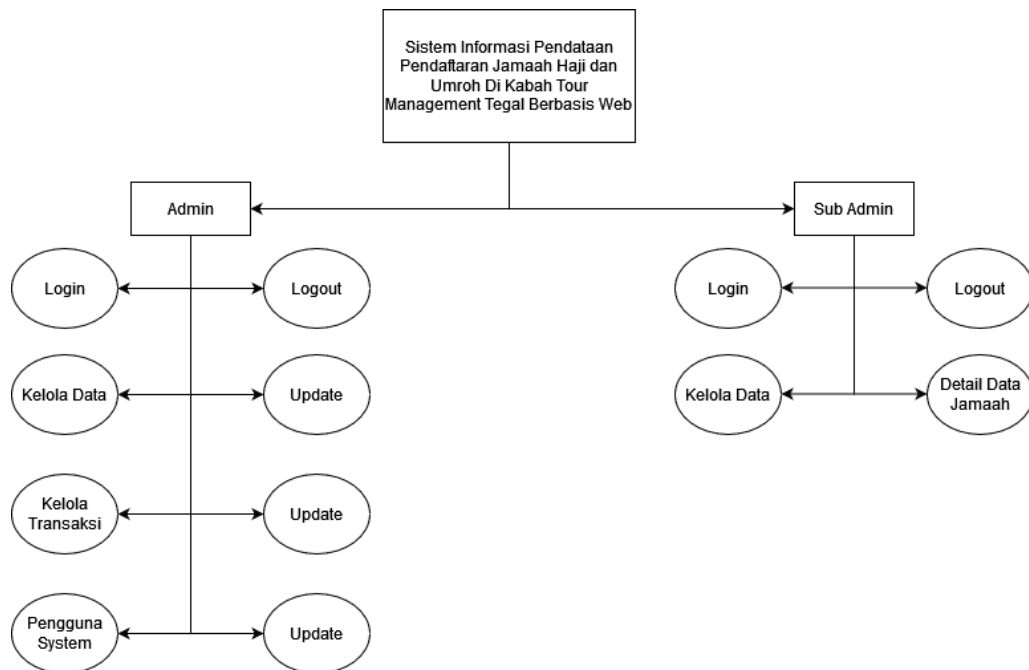 Sistem Informasi Pendataan
Pendaftaran Jamaah Haji dan
Umroh Di Kabah Tour
Management Tegal Berbasis Web
Admin
Sub Admin
Login
Logout
Login
Logout
Kelola Data
Update
Kelola Data
Detail Data
Jamaah
Kelola
Transaksi
Update
Pengguna
System
Update